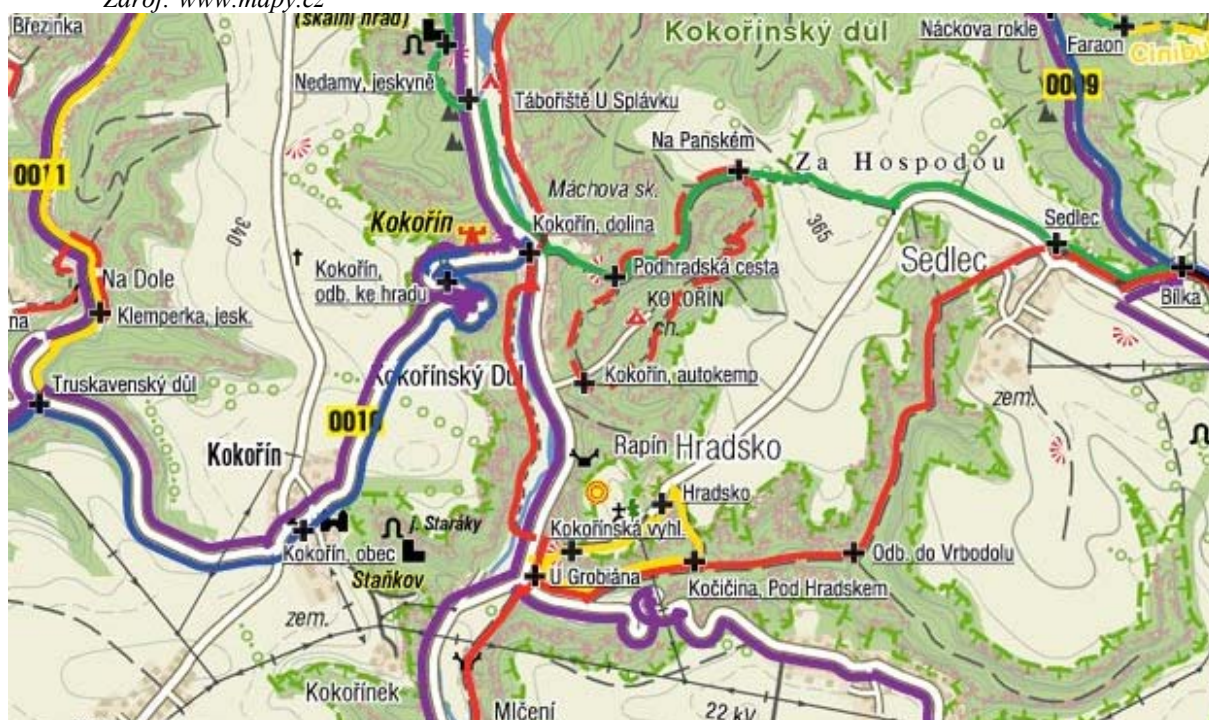 Zdroj: www.mapy.cz
(skalní hrad)
Březinka
Kokořínský důl
Náckova rokle
Faraon
Cinibu
Nedamy, jeskyně
Tábořiště U Splávku
0009
Na Panském
Za Hospodou
0011
Máchova sk.
Kokořín
Kokořín, dolina
340
365
Sedlec
Sedlec
Kokořín,
odb. ke hradu
Podhradská cesta
Na Dole
KOKOŘÍN
ch.
Bílka
na
Klemperka, jesk.
Kokořínský Důl
Kokořín, autokemp
Truskavenský důl
zem.
0010
Kokořín
Rapín
Hradsko
Hradsko
j. Staráky
Kokořínská vyhl.
Kokořín, obec
Odb. do Vrbodolu
Staňkov
U Grobiána
Kočičina, Pod Hradskem
zem.
Kokořínek
Mlčení
22 kV